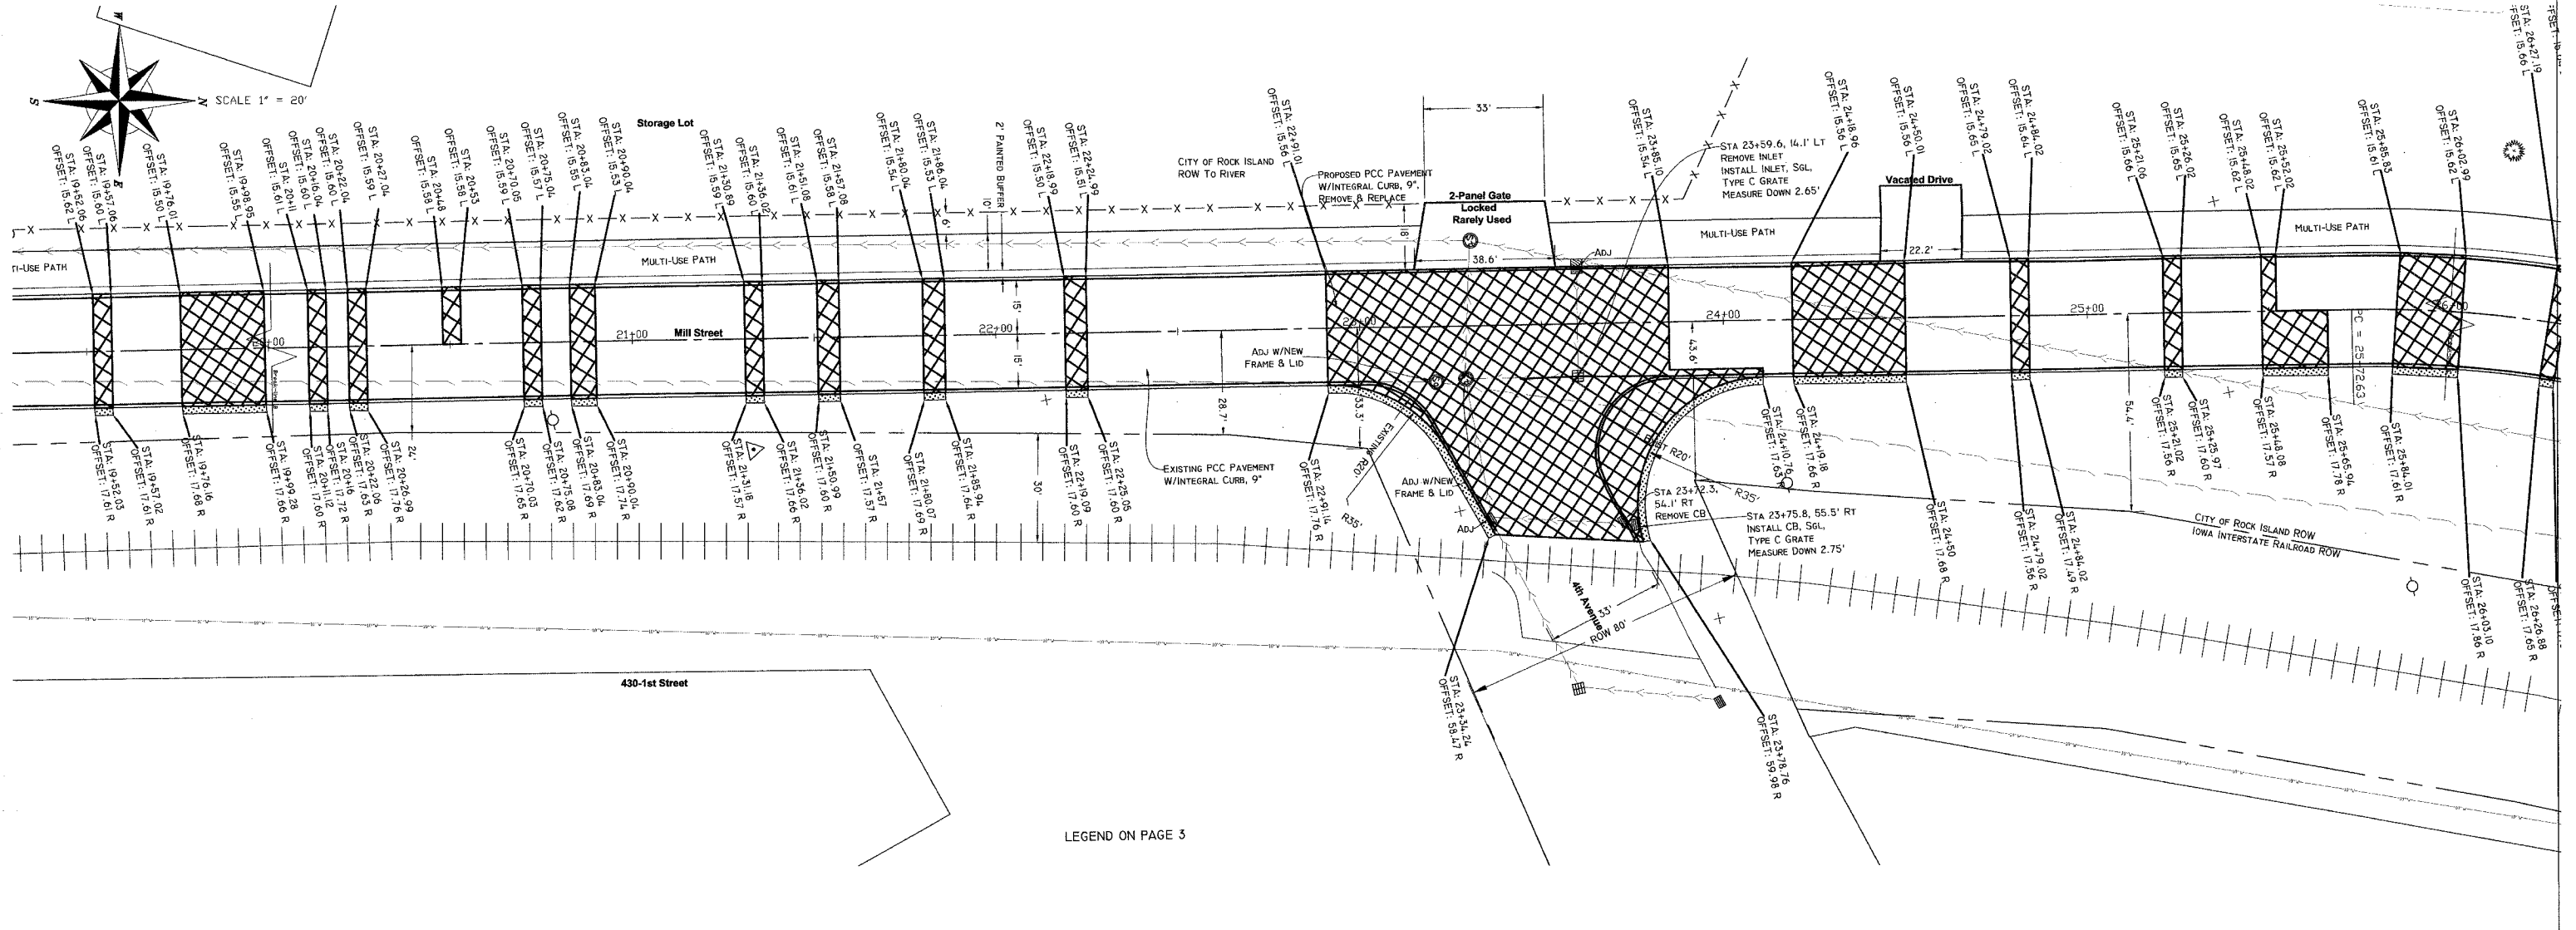 W
S
N
E
SCALE 1" = 20'
STA: 19+52.06
OFFSET: 15.62 L
STA: 19+57.06
OFFSET: 15.60 L
STA: 19+76.01
OFFSET: 15.50 L
STA: 19+98.95
OFFSET: 15.55 L
STA: 20+11
OFFSET: 15.61 L
STA: 20+16.04
OFFSET: 15.60 L
STA: 20+22.04
OFFSET: 15.60 L
STA: 20+27.04
OFFSET: 15.59 L
STA: 20+48
OFFSET: 15.58 L
STA: 20+53
OFFSET: 15.58 L
STA: 20+70.05
OFFSET: 15.59 L
STA: 20+75.04
OFFSET: 15.57 L
STA: 20+83.04
OFFSET: 15.55 L
STA: 20+90.04
OFFSET: 15.53 L
Storage Lot
STA: 21+30.89
OFFSET: 15.59 L
STA: 21+36.02
OFFSET: 15.60 L
STA: 21+51.08
OFFSET: 15.61 L
STA: 21+57.08
OFFSET: 15.58 L
STA: 21+80.04
OFFSET: 15.54 L
STA: 21+86.04
OFFSET: 15.53 L
6'
10'
2' PAINTED BUFFER
STA: 22+18.99
OFFSET: 15.50 L
STA: 22+24.99
OFFSET: 15.51 L
CITY OF ROCK ISLAND
ROW TO RIVER
STA: 22+91.01
OFFSET: 15.56 L
PROPOSED PCC PAVEMENT
W/INTEGRAL CURB, 9",
REMOVE & REPLACE
33'
18'
2-Panel Gate
Locked
Rarely Used
38.6'
ADJ
STA: 23+85.10
OFFSET: 15.54 L
STA 23+59.6, 14.1' LT
REMOVE INLET
INSTALL INLET, SGL,
TYPE C GRATE
MEASURE DOWN 2.65'
STA: 24+18.96
OFFSET: 15.56 L
STA: 24+50.01
OFFSET: 15.56 L
Vacated Drive
22.2'
STA: 24+79.02
OFFSET: 15.65 L
STA: 24+84.02
OFFSET: 15.64 L
STA: 25+21.06
OFFSET: 15.66 L
STA: 25+26.02
OFFSET: 15.65 L
STA: 25+48.02
OFFSET: 15.62 L
STA: 25+52.02
OFFSET: 15.62 L
STA: 25+85.83
OFFSET: 15.61 L
STA: 26+02.99
OFFSET: 15.62 L
STA: 26+27.19
FSET: 15.66 L
TI-USE PATH
MULTI-USE PATH
MULTI-USE PATH
MULTI-USE PATH
21+00
Mill Street
22+00
15'
15'
23+00
24+00
25+00
26+00
PC = 25+72.63
24'
30'
28.7'
33.3'
43.6'
54.4'
ADJ W/NEW
FRAME & LID
EXISTING PCC PAVEMENT
W/INTEGRAL CURB, 9"
EXISTING R20'
R35'
ADJ W/NEW
FRAME & LID
ADJ
R20'
R35'
STA 23+72.3,
54.1' RT
REMOVE CB
STA 23+75.8, 55.5' RT
INSTALL CB, SGL,
TYPE C GRATE
MEASURE DOWN 2.75'
STA: 19+52.03
OFFSET: 17.61 R
STA: 19+57.02
OFFSET: 17.61 R
STA: 19+76.16
OFFSET: 17.68 R
STA: 19+99.28
OFFSET: 17.66 R
STA: 20+11.12
OFFSET: 17.60 R
STA: 20+16
OFFSET: 17.72 R
STA: 20+22.06
OFFSET: 17.63 R
STA: 20+26.99
OFFSET: 17.76 R
STA: 20+70.03
OFFSET: 17.65 R
STA: 20+75.08
OFFSET: 17.62 R
STA: 20+83.04
OFFSET: 17.69 R
STA: 20+90.04
OFFSET: 17.74 R
STA: 21+31.18
OFFSET: 17.57 R
STA: 21+36.02
OFFSET: 17.66 R
STA: 21+50.99
OFFSET: 17.60 R
STA: 21+57
OFFSET: 17.57 R
STA: 21+80.07
OFFSET: 17.69 R
STA: 21+85.94
OFFSET: 17.64 R
STA: 22+19.09
OFFSET: 17.60 R
STA: 22+25.05
OFFSET: 17.60 R
STA: 22+91.14
OFFSET: 17.76 R
STA: 24+10.76
OFFSET: 17.63 R
STA: 24+19.18
OFFSET: 17.66 R
STA: 24+50
OFFSET: 17.68 R
STA: 24+79.02
OFFSET: 17.56 R
STA: 24+84.02
OFFSET: 17.49 R
STA: 25+21.02
OFFSET: 17.56 R
STA: 25+25.97
OFFSET: 17.60 R
STA: 25+48.08
OFFSET: 17.57 R
STA: 25+65.94
OFFSET: 17.78 R
STA: 25+84.01
OFFSET: 17.61 R
STA: 26+03.10
OFFSET: 17.86 R
STA: 26+26.88
OFFSET: 17.65 R
CITY OF ROCK ISLAND ROW
IOWA INTERSTATE RAILROAD ROW
4th Avenue
33'
ROW 80'
STA: 23+34.24
OFFSET: 58.47 R
STA: 23+78.76
OFFSET: 59.98 R
430-1st Street
LEGEND ON PAGE 3